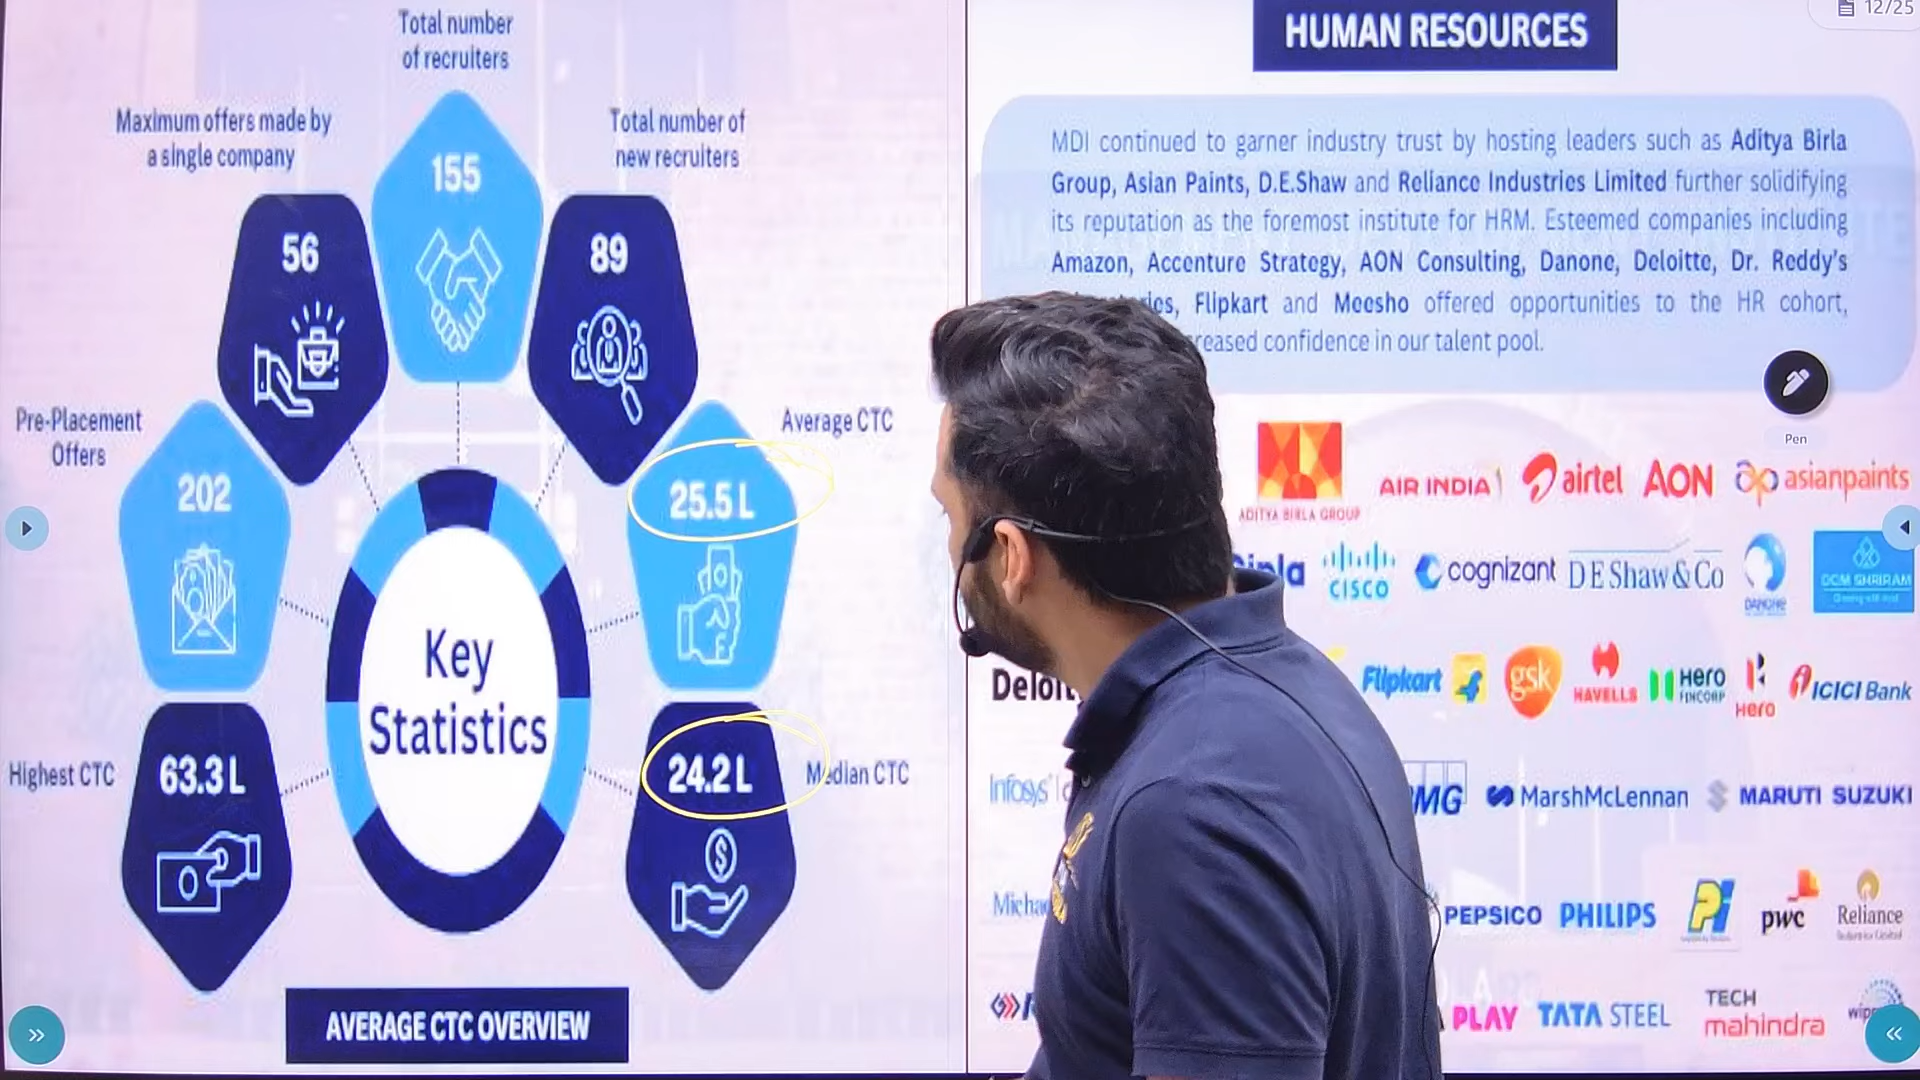 12/25
Total number
of recruiters
155
Maximum offers made by
a single company
56
Total number of
new recruiters
89
Pre-Placement
Offers
202
Average CTC
25.5 L
Key
Statistics
Highest CTC
63.3 L
24.2 L
Median CTC
AVERAGE CTC OVERVIEW
HUMAN RESOURCES
MDI continued to garner industry trust by hosting leaders such as Aditya Birla
Group, Asian Paints, D.E.Shaw and Reliance Industries Limited further solidifying
its reputation as the foremost institute for HRM. Esteemed companies including
Amazon, Accenture Strategy, AON Consulting, Danone, Deloitte, Dr. Reddy's
Flipkart and Meesho offered opportunities to the HR cohort,
confidence in our talent pool.
Pen
ADITYA BIRLA GROUP
AIR INDIA
airtel
AON
asianpaints
CISCO
cognizant
DE Shaw & Co
DANONE
DCM SHRIRAM
Flipkart
gsk
HAVELLS
HERO
FINCORP
Hero
ICICI Bank
Infosys
MarshMcLennan
MARUTI SUZUKI
PEPSICO
PHILIPS
pwc
Reliance
Industries Limited
PLAY
TATA STEEL
TECH
mahindra